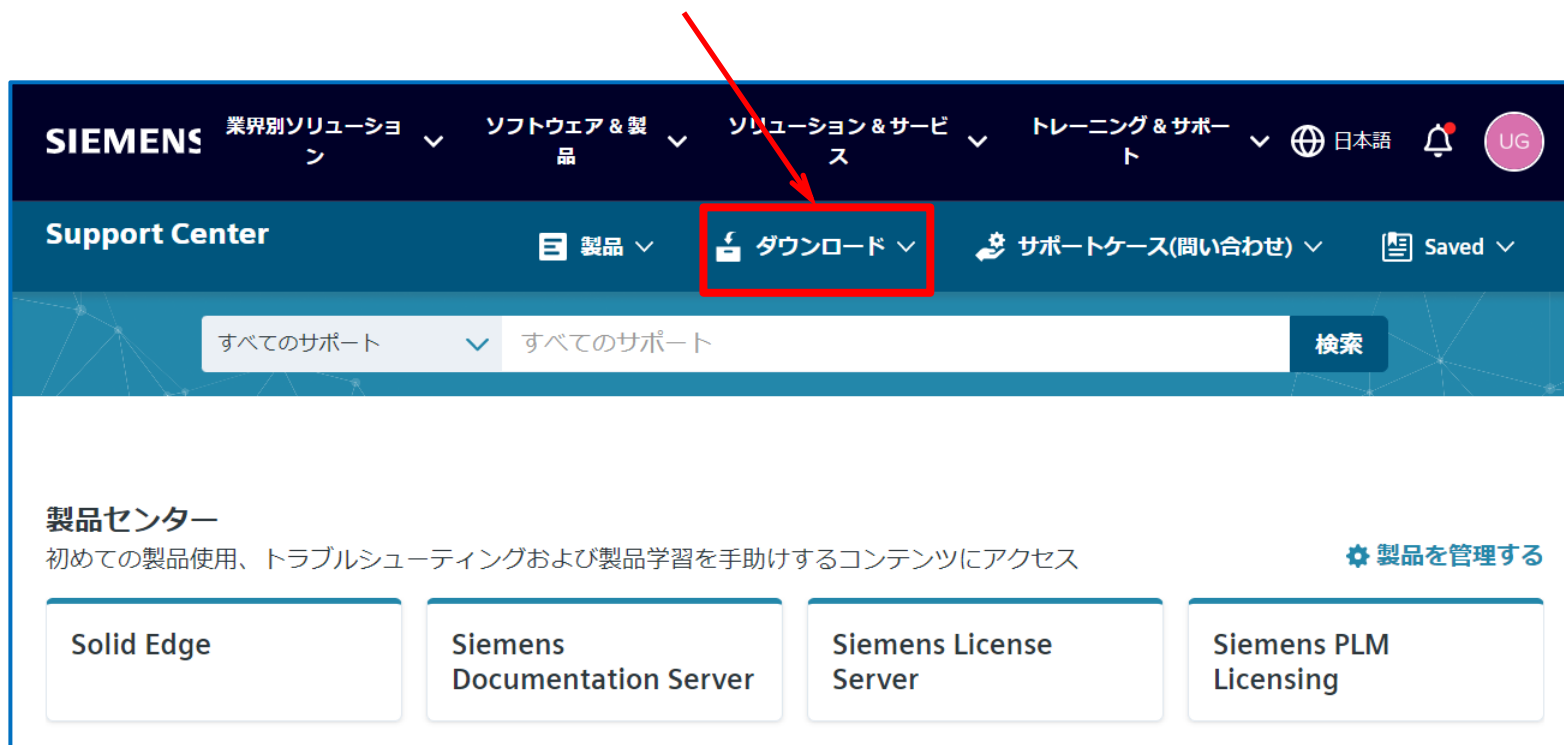 SIEMENS
業界別ソリューショ
ン
ソフトウェア & 製
品
ソリューション & サービ
ス
トレーニング & サポー
ト
日本語
UG
Support Center
製品
ダウンロード
サポートケース(問い合わせ)
Saved
すべてのサポート
すべてのサポート
検索
製品センター
初めての製品使用、トラブルシューティングおよび製品学習を手助けするコンテンツにアクセス
製品を管理する
Solid Edge
Siemens
Documentation Server
Siemens License
Server
Siemens PLM
Licensing